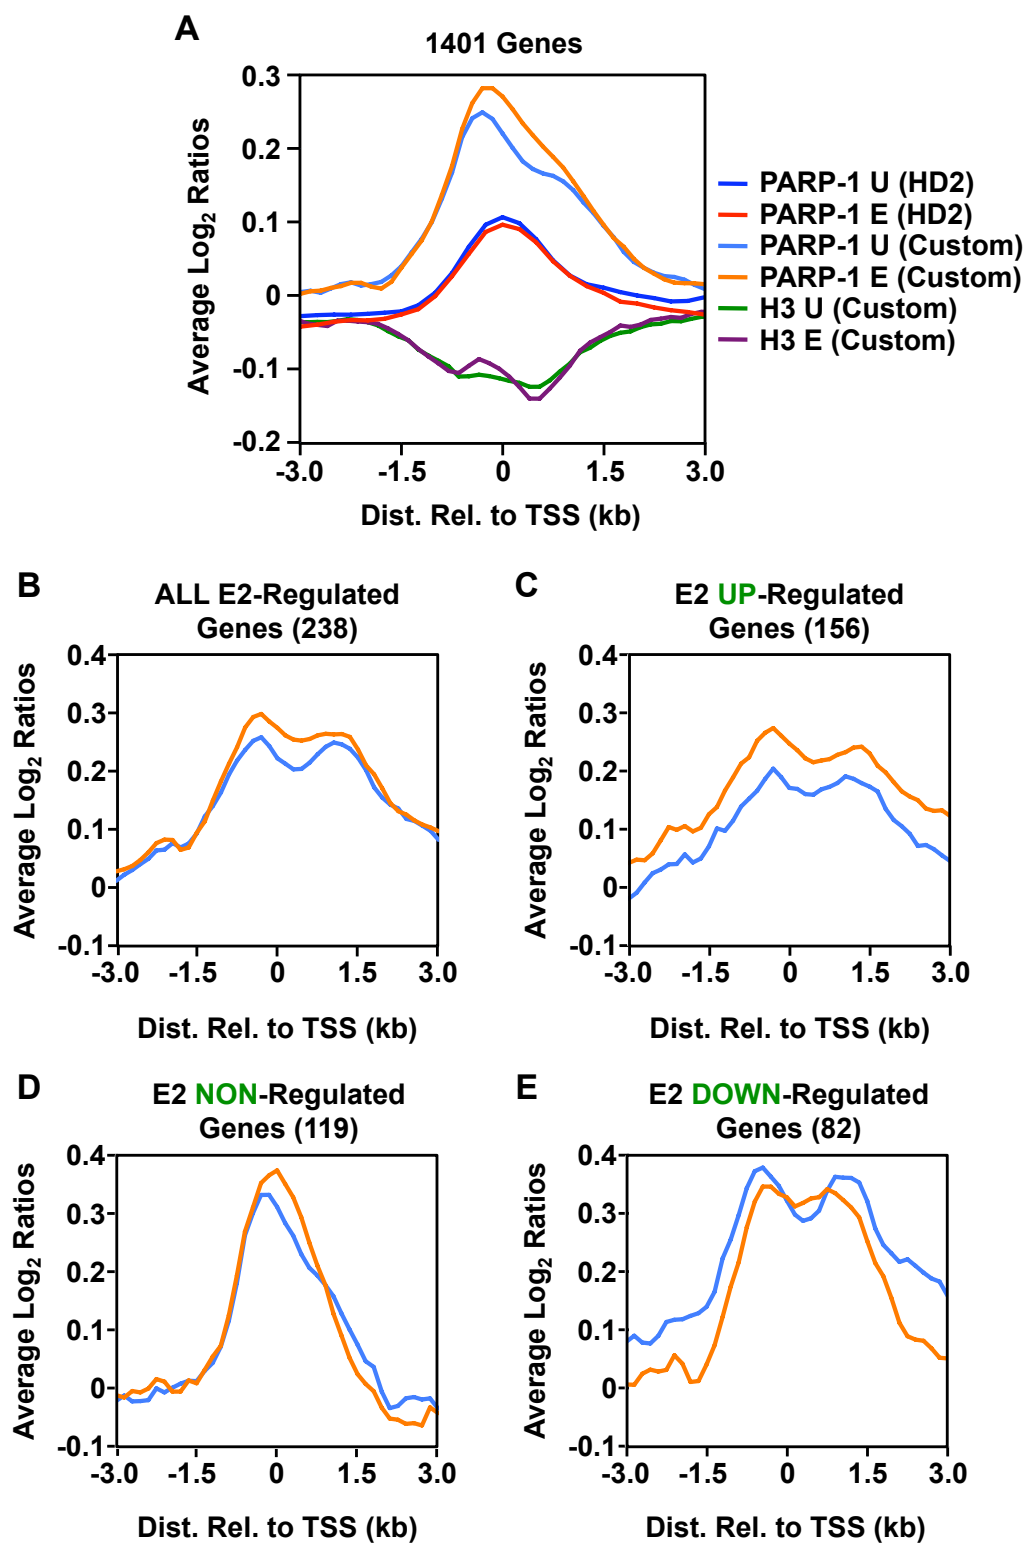 A
1401 Genes
0.3
0.2
0.1
0
-0.1
-0.2
Average Log2 Ratios
-3.0 -1.5 0 1.5 3.0
Dist. Rel. to TSS (kb)
PARP-1 U (HD2)
PARP-1 E (HD2)
PARP-1 U (Custom)
PARP-1 E (Custom)
H3 U (Custom)
H3 E (Custom)
B
ALL E2-Regulated
Genes (238)
0.4
0.3
0.2
0.1
0
-0.1
Average Log2 Ratios
-3.0 -1.5 0 1.5 3.0
Dist. Rel. to TSS (kb)
C
E2 UP-Regulated
Genes (156)
0.4
0.3
0.2
0.1
0
-0.1
Average Log2 Ratios
-3.0 -1.5 0 1.5 3.0
Dist. Rel. to TSS (kb)
D
E2 NON-Regulated
Genes (119)
0.4
0.3
0.2
0.1
0
-0.1
Average Log2 Ratios
-3.0 -1.5 0 1.5 3.0
Dist. Rel. to TSS (kb)
E
E2 DOWN-Regulated
Genes (82)
0.4
0.3
0.2
0.1
0
-0.1
Average Log2 Ratios
-3.0 -1.5 0 1.5 3.0
Dist. Rel. to TSS (kb)